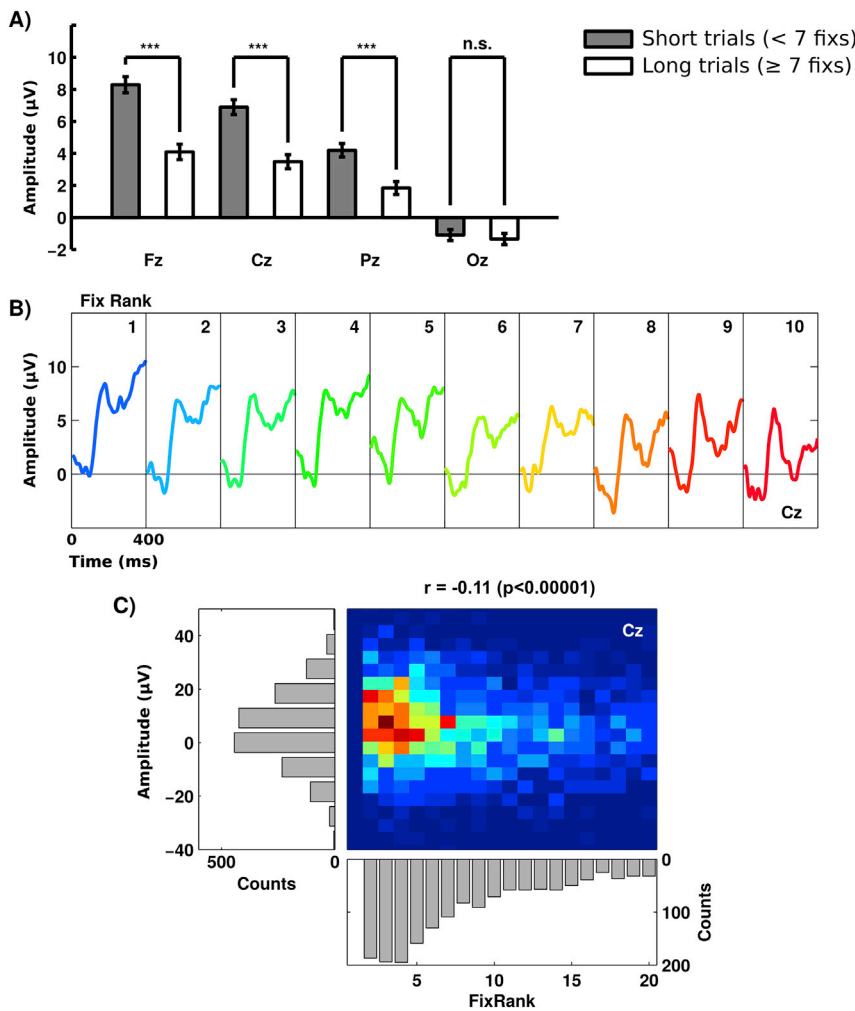 A)
Amplitude (µV)
10
8
6
4
2
0
−2
***
***
***
n.s.
Fz
Cz
Pz
Oz
Short trials (< 7 fixs)
Long trials (≥ 7 fixs)
B)
Fix Rank
1 2 3 4 5 6 7 8 9 10
Amplitude (µV)
10
5
0
Cz
0 400
Time (ms)
C)
r = -0.11 (p<0.00001)
Amplitude (µV)
40
20
0
−20
−40
500 0
Counts
Cz
0
100
200
Counts
5 10 15 20
FixRank